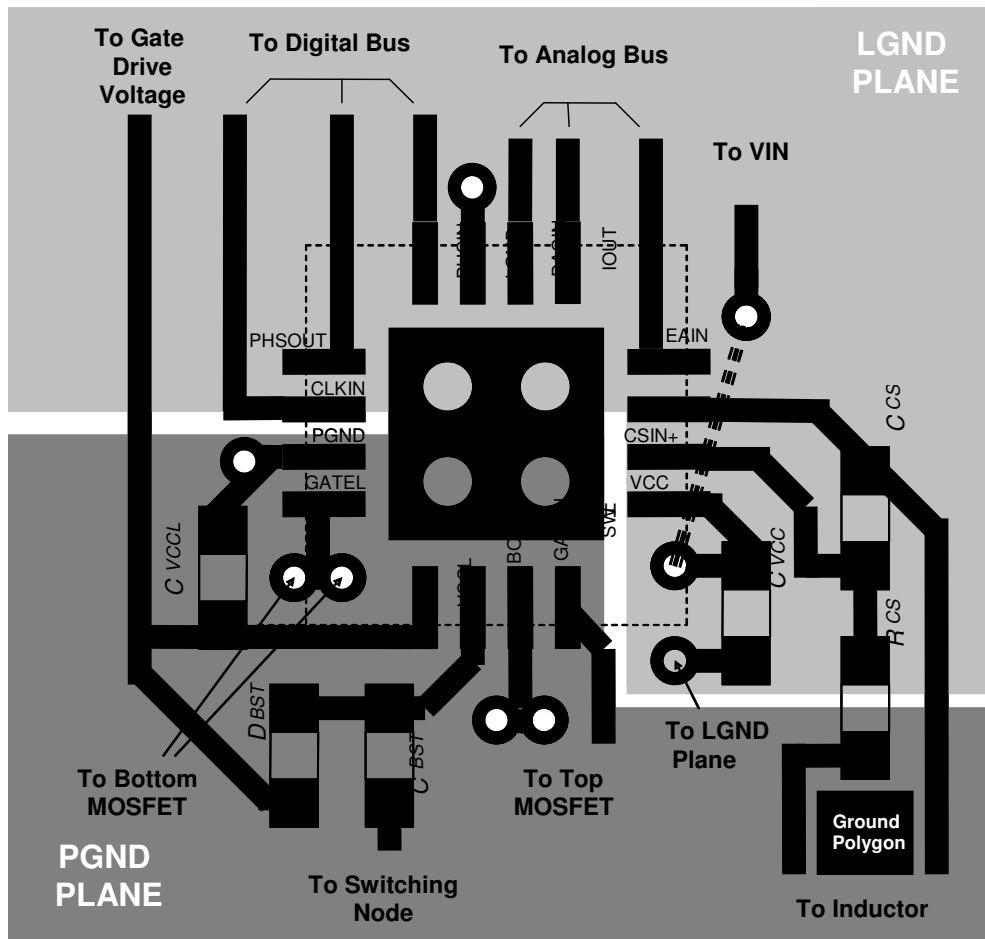 To Gate
Drive
Voltage
To Digital Bus
To Analog Bus
LGND
PLANE
To VIN
IOUT
PHSOUT
EAIN
CLKIN
C CS
PGND
CSIN+
GATEL
VCC
C VCCL
C VCC
R CS
D BST
C BST
To LGND
Plane
To Bottom
MOSFET
To Top
MOSFET
Ground
Polygon
PGND
PLANE
To Switching
Node
To Inductor